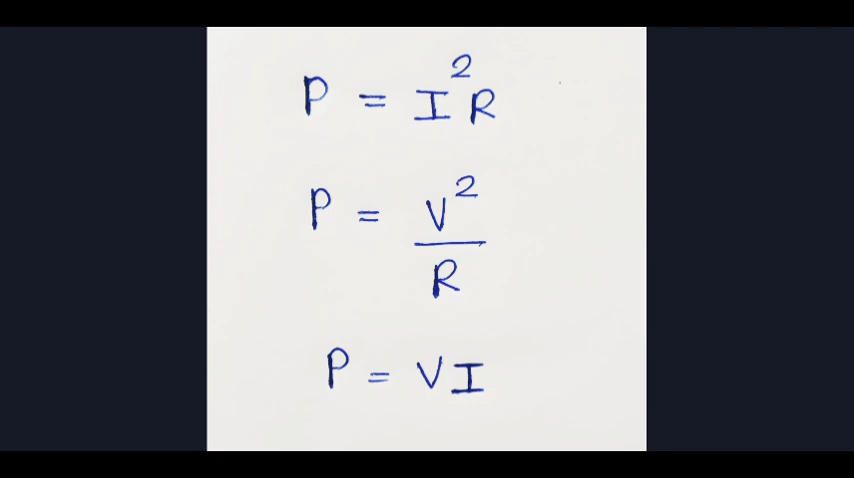 P = I²R
P = V²/R
P = VI